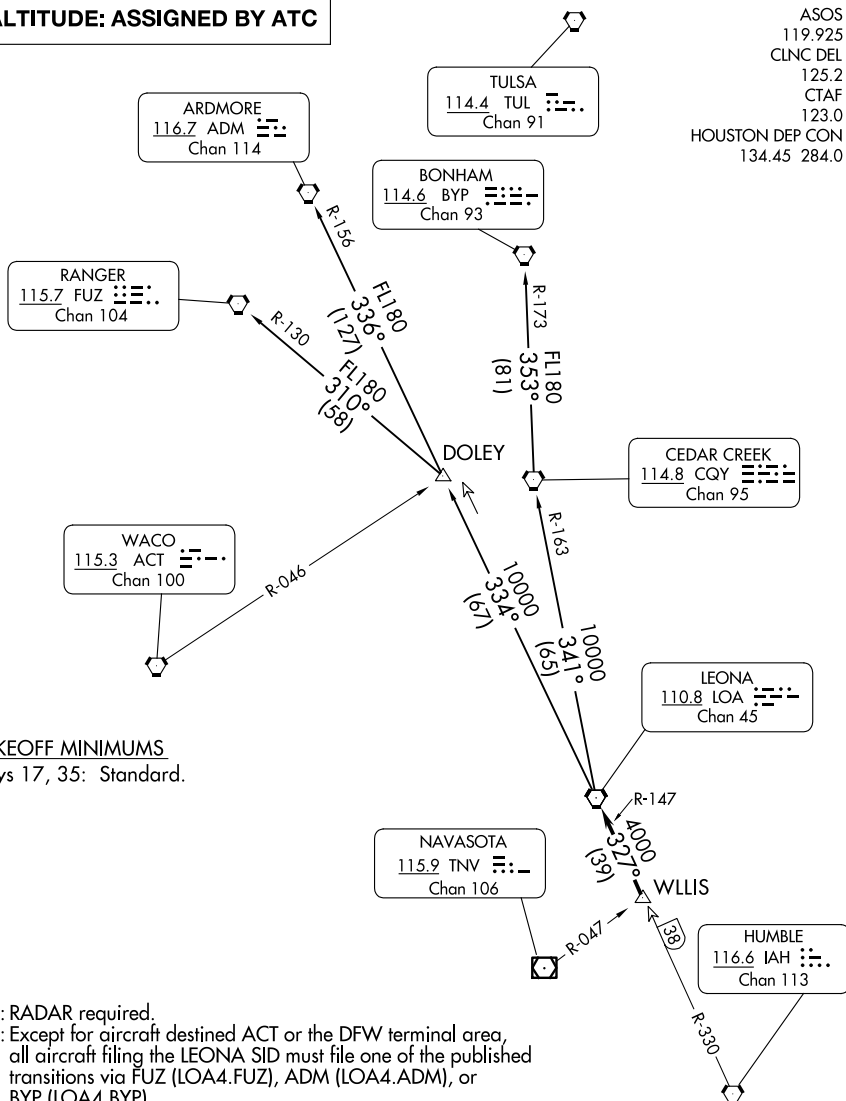 ALTITUDE: ASSIGNED BY ATC
ASOS
119.925
CLNC DEL
125.2
CTAF
123.0
HOUSTON DEP CON
134.45 284.0
TULSA
114.4 TUL
Chan 91
ARDMORE
116.7 ADM
Chan 114
BONHAM
114.6 BYP
Chan 93
RANGER
115.7 FUZ
Chan 104
R-156
FL180
336°
(127)
R-130
FL180
310°
(58)
R-173
FL180
353°
(81)
DOLEY
CEDAR CREEK
114.8 CQY
Chan 95
R-163
WACO
115.3 ACT
Chan 100
R-046
10000
334°
(67)
10000
341°
(65)
LEONA
110.8 LOA
Chan 45
KEOFF MINIMUMS
ys 17, 35: Standard.
R-147
4000
327°
(39)
NAVASOTA
115.9 TNV
Chan 106
WLLIS
R-047
38
HUMBLE
116.6 IAH
Chan 113
R-330
: RADAR required.
: Except for aircraft destined ACT or the DFW terminal area,
all aircraft filing the LEONA SID must file one of the published
transitions via FUZ (LOA4.FUZ), ADM (LOA4.ADM), or
BYP (LOA4.BYP)